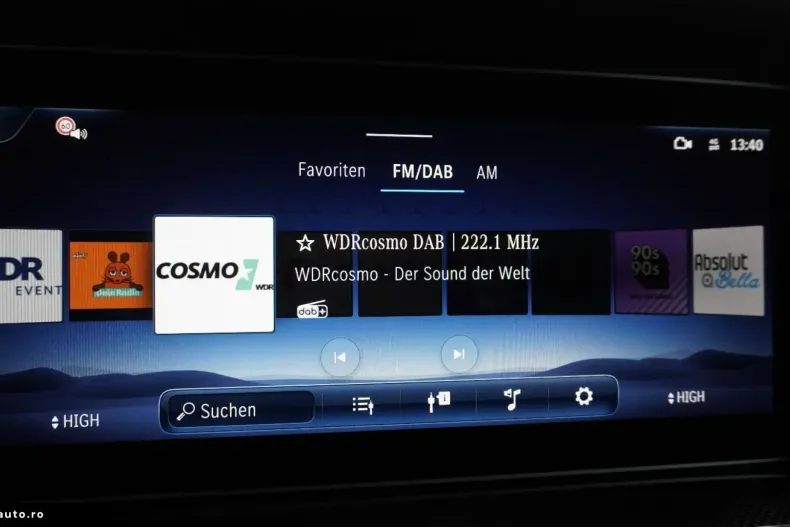 60
13:40
Favoriten FM/DAB AM
DR
EVENT
COSMO
WDR
WDRcosmo DAB | 222.1 MHz
WDRcosmo - Der Sound der Welt
dab+
90s
90s
Absolut
Bella
HIGH
Suchen
HIGH
auto.ro